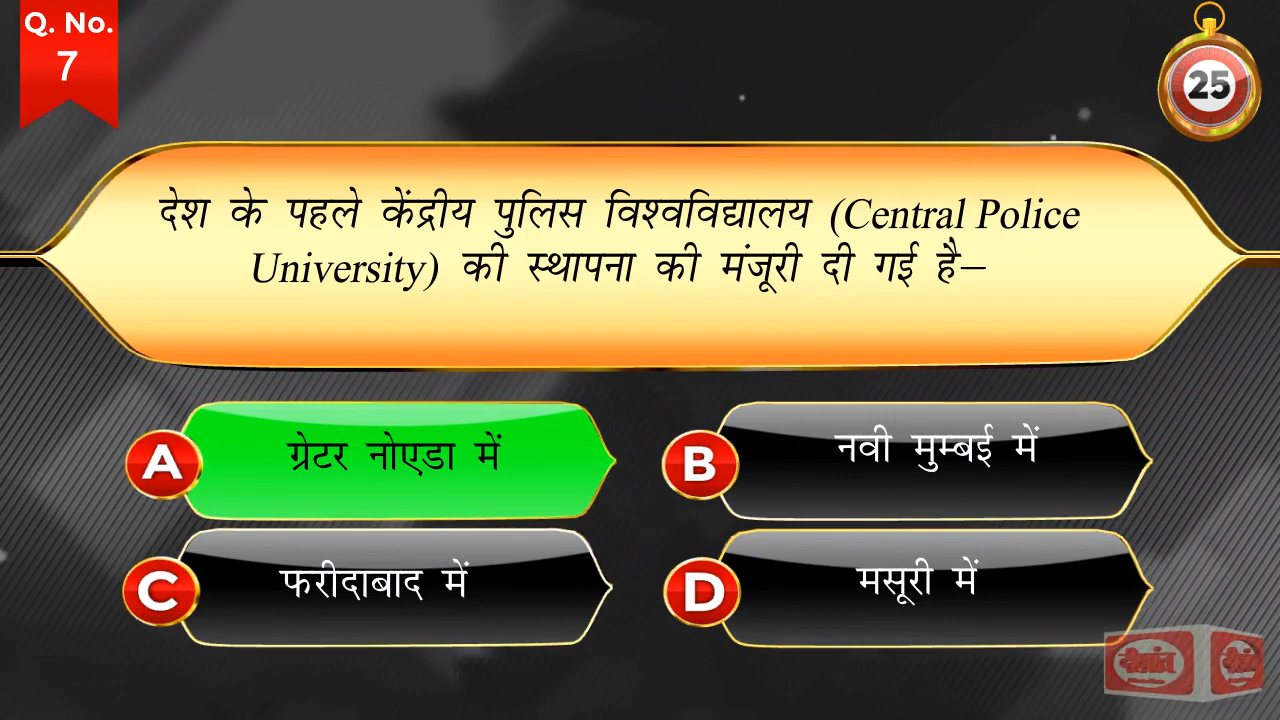 Q. No.
7
25
देश के पहले केंद्रीय पुलिस विश्वविद्यालय (Central Police
University) की स्थापना की मंजूरी दी गई है–
A ग्रेटर नोएडा में
B नवी मुम्बई में
C फरीदाबाद में
D मसूरी में